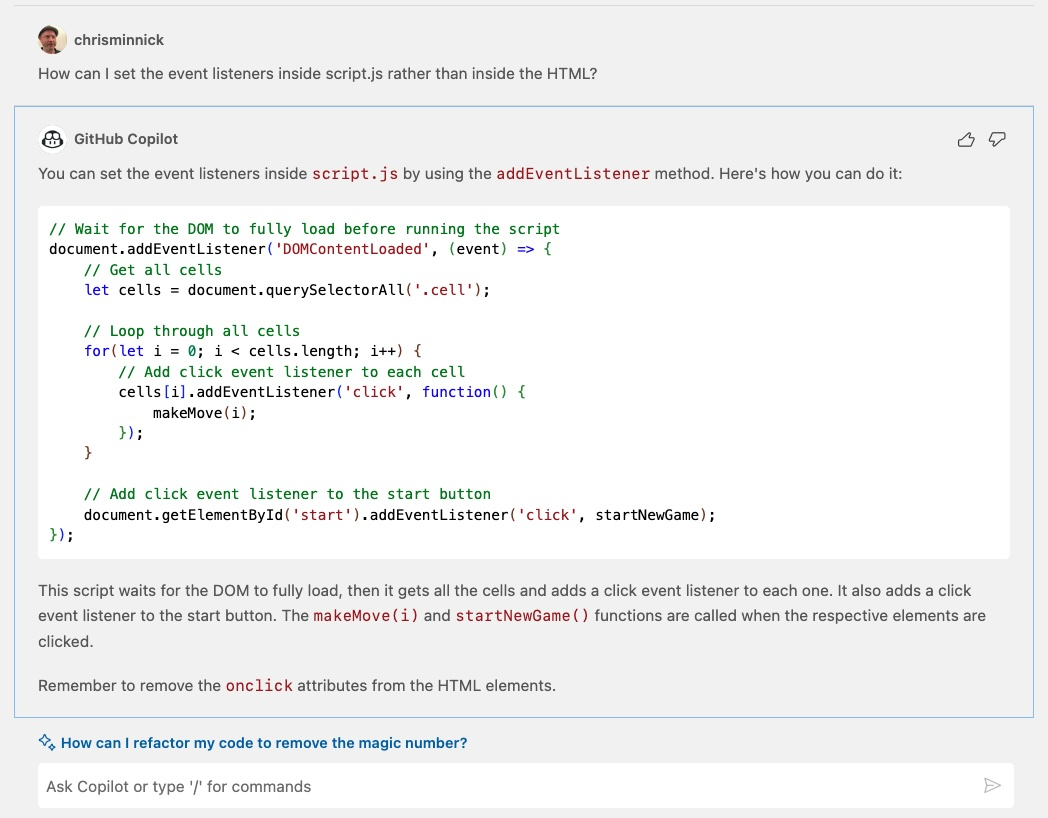 chrisminnick
How can I set the event listeners inside script.js rather than inside the HTML?
GitHub Copilot
You can set the event listeners inside script.js by using the addEventListener method. Here's how you can do it:
// Wait for the DOM to fully load before running the script
document.addEventListener('DOMContentLoaded', (event) => {
    // Get all cells
    let cells = document.querySelectorAll('.cell');

    // Loop through all cells
    for(let i = 0; i < cells.length; i++) {
        // Add click event listener to each cell
        cells[i].addEventListener('click', function() {
            makeMove(i);
        });
    }

    // Add click event listener to the start button
    document.getElementById('start').addEventListener('click', startNewGame);
});
This script waits for the DOM to fully load, then it gets all the cells and adds a click event listener to each one. It also adds a click
event listener to the start button. The makeMove(i) and startNewGame() functions are called when the respective elements are
clicked.
Remember to remove the onclick attributes from the HTML elements.
How can I refactor my code to remove the magic number?
Ask Copilot or type '/' for commands